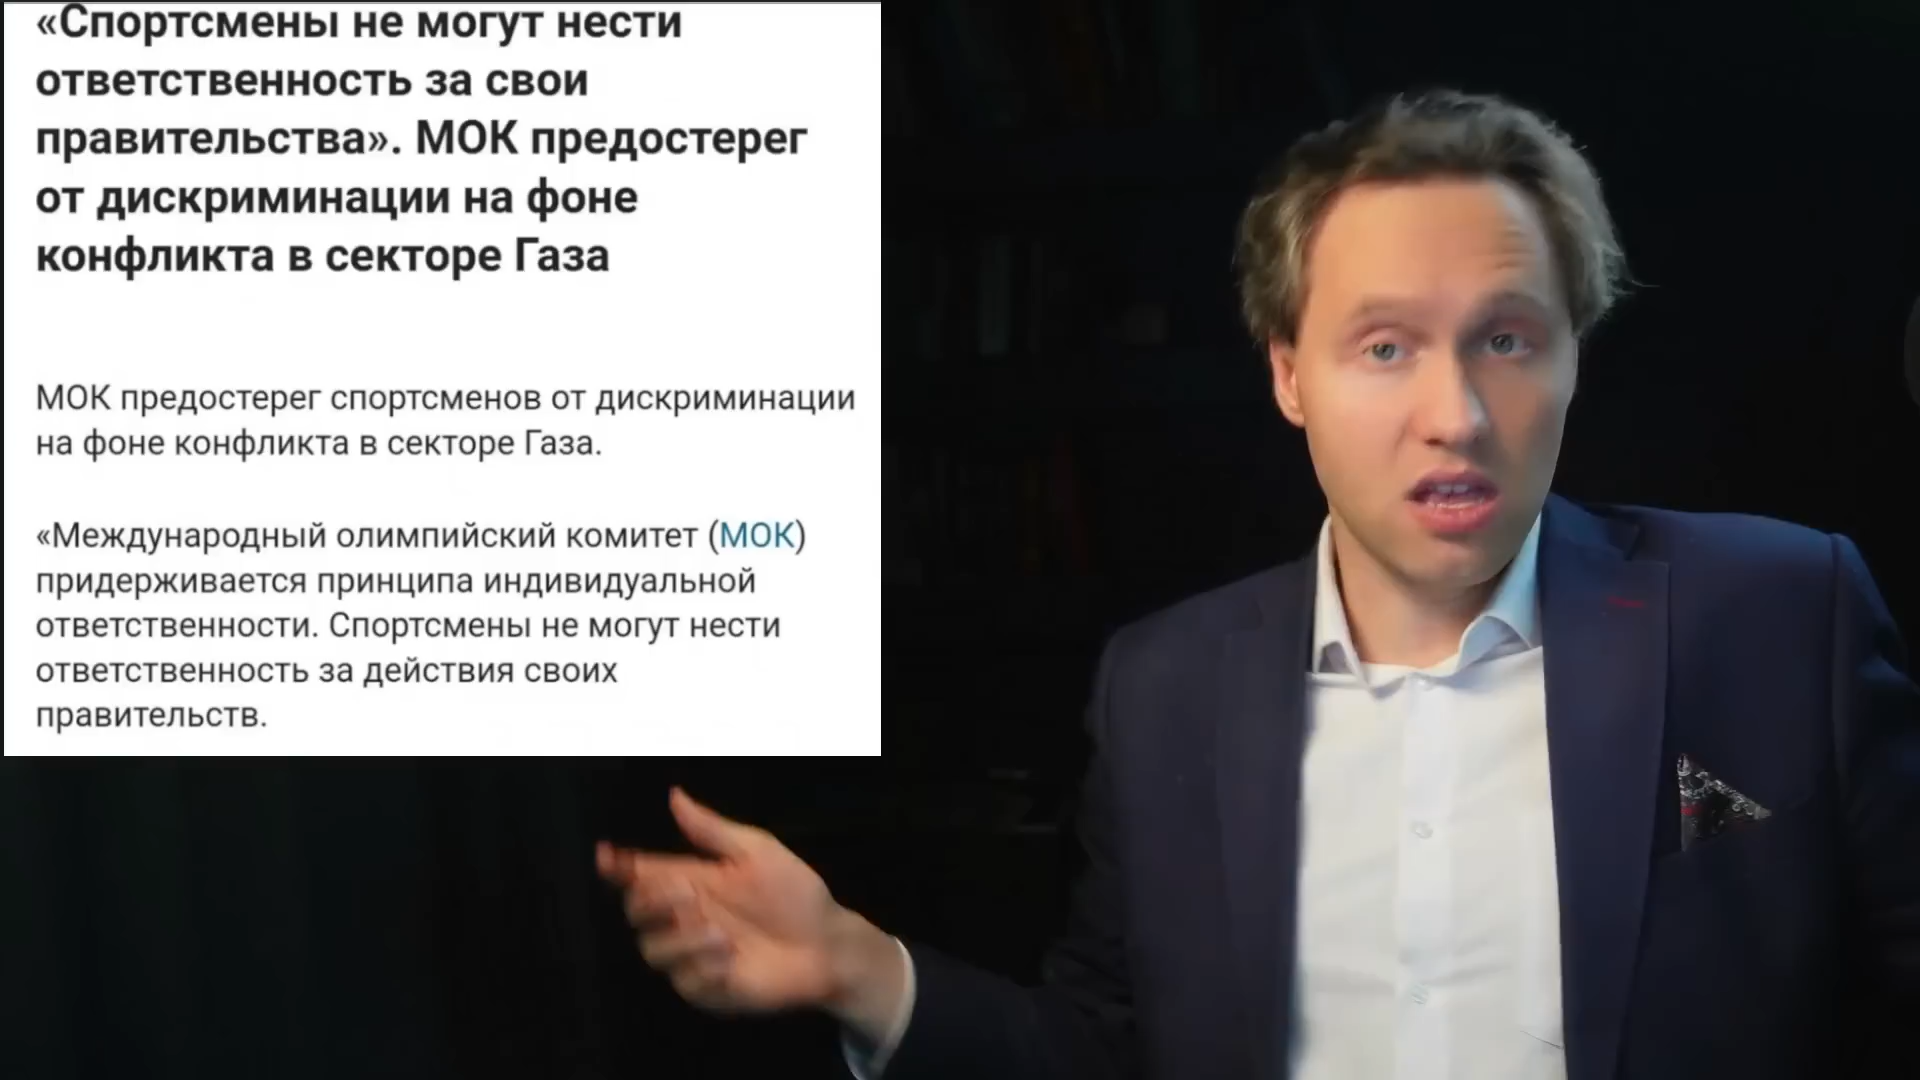 «Спортсмены не могут нести
ответственность за свои
правительства». МОК предостерег
от дискриминации на фоне
конфликта в секторе Газа
МОК предостерег спортсменов от дискриминации
на фоне конфликта в секторе Газа.
«Международный олимпийский комитет (МОК)
придерживается принципа индивидуальной
ответственности. Спортсмены не могут нести
ответственность за действия своих
правительств.